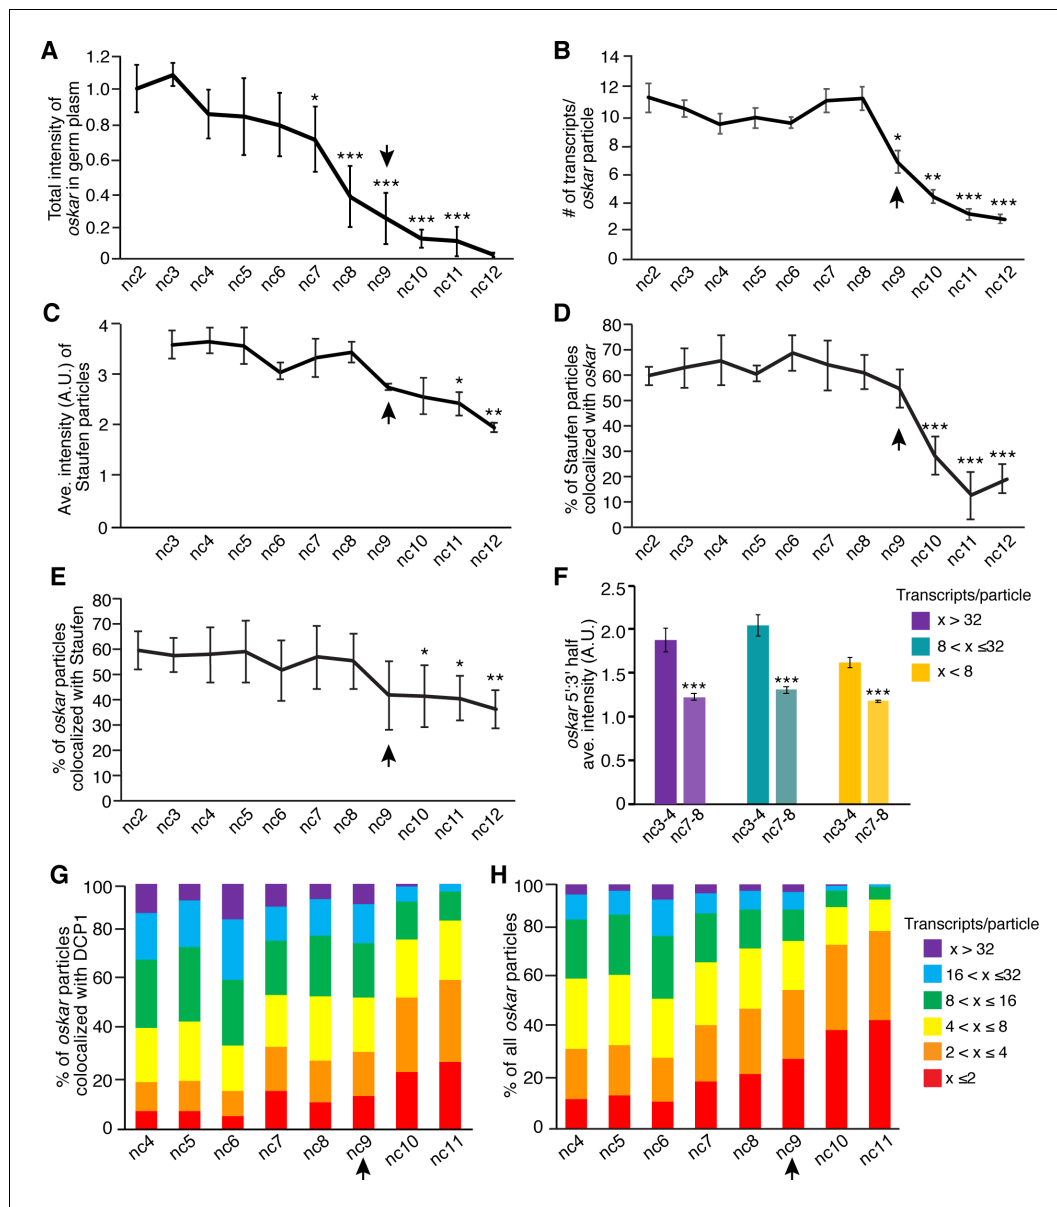 A
Total intensity of
oskar in germ plasm
1.2
1.0
0.8
0.6
0.4
0.2
0
*
***
***
***
***
nc2 nc3 nc4 nc5 nc6 nc7 nc8 nc9 nc10 nc11 nc12
B
# of transcripts/
oskar particle
14
12
10
8
6
4
2
0
*
**
***
***
nc2 nc3 nc4 nc5 nc6 nc7 nc8 nc9 nc10 nc11 nc12
C
Ave. intensity (A.U.) of
Staufen particles
4
3
2
1
0
*
**
nc3 nc4 nc5 nc6 nc7 nc8 nc9 nc10 nc11 nc12
D
% of Staufen particles
colocalized with oskar
80
70
60
50
40
30
20
10
0
***
***
***
nc2 nc3 nc4 nc5 nc6 nc7 nc8 nc9 nc10 nc11 nc12
E
% of oskar particles
colocalized with Staufen
80
70
60
50
40
30
20
10
0
*
*
**
nc2 nc3 nc4 nc5 nc6 nc7 nc8 nc9 nc10 nc11 nc12
F
oskar 5':3' half
ave. intensity (A.U.)
2.5
2.0
1.5
1.0
0.5
0
***
***
***
nc3-4 nc7-8 nc3-4 nc7-8 nc3-4 nc7-8
Transcripts/particle
x > 32
8 < x ≤32
x < 8
G
% of oskar particles
colocalized with DCP1
100
80
60
40
20
0
nc4 nc5 nc6 nc7 nc8 nc9 nc10 nc11
H
% of all oskar particles
100
80
60
40
20
0
nc4 nc5 nc6 nc7 nc8 nc9 nc10 nc11
Transcripts/particle
x > 32
16 < x ≤32
8 < x ≤ 16
4 < x ≤ 8
2 < x ≤ 4
x ≤2